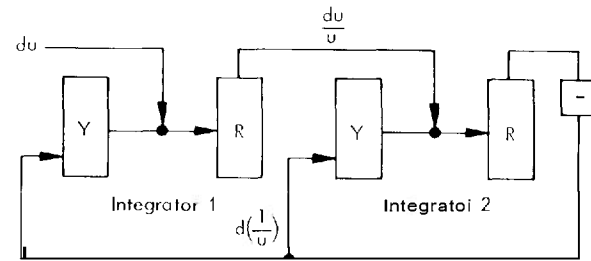 du
du/u
Y
R
Y
R
-
Integrator 1
Integratoi 2
d(1/u)